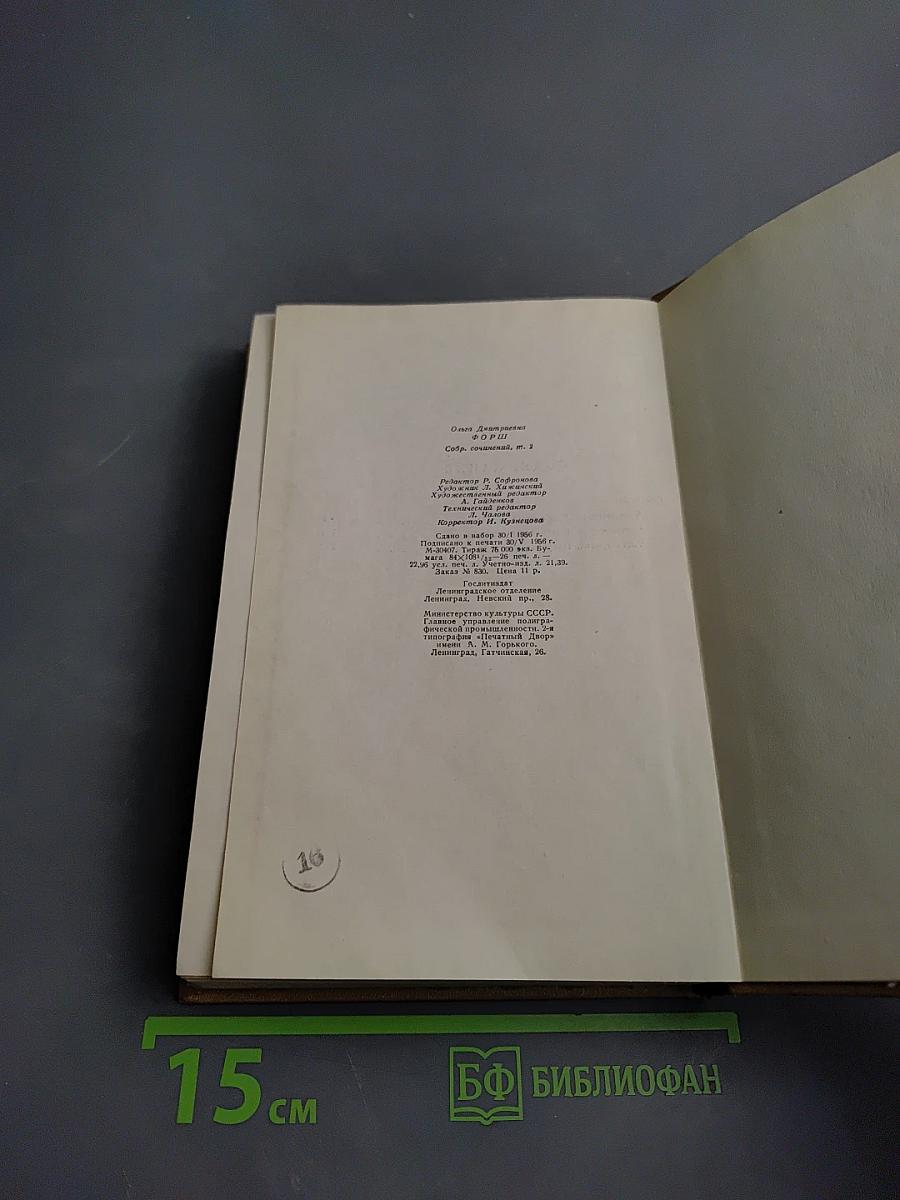 Ольга Дмитриевна
ФОРШ
Собр. сочинений, т. 2
Редактор Р. Софронова
Художник Л. Хижинский
Художественный редактор
А. Гайденков
Технический редактор
Л. Чалова
Корректор И. Кузнецова
Сдано в набор 30/I 1956 г.
Подписано к печати 30/V 1956 г.
М-30407. Тираж 75 000 экз. Бу-
мага 84×108¹/₃₂—26 печ. л. —
22,96 усл. печ. л. Учетно-изд. л. 21,39.
Заказ № 830. Цена 11 р.
Гослитиздат
Ленинградское отделение
Ленинград, Невский пр., 28.
Министерство культуры СССР.
Главное управление полигра-
фической промышленности. 2-я
типография «Печатный Двор»
имени А. М. Горького.
Ленинград, Гатчинская, 26.
16
15 см
БФ БИБЛИОФАН